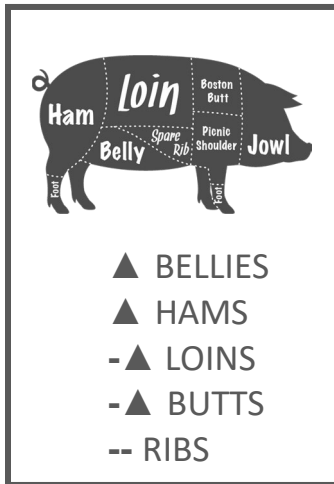 Loin
Boston
Butt
Ham
Spare
Rib
Picnic
Shoulder
Jowl
Belly
Foot
Foot
▲ BELLIES
▲ HAMS
-▲ LOINS
-▲ BUTTS
-- RIBS